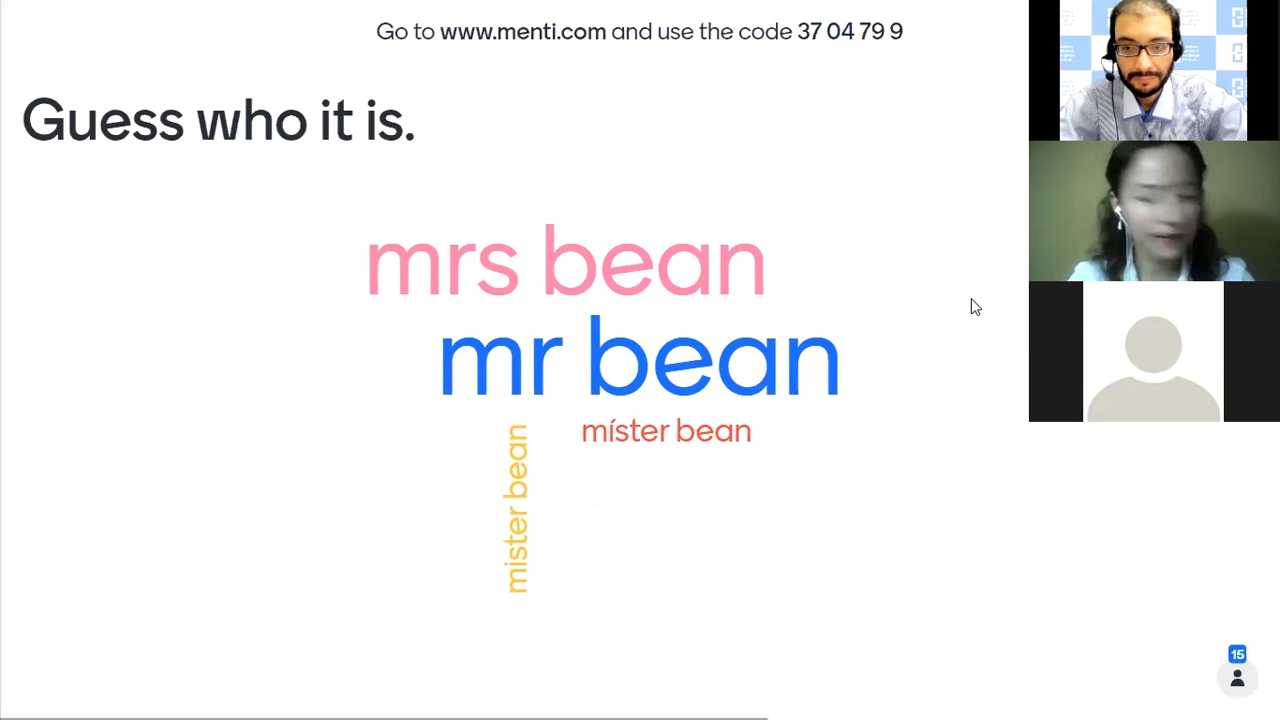 Go to www.menti.com and use the code 37 04 79 9
Guess who it is.
mrs bean
mr bean
míster bean
mister bean
15